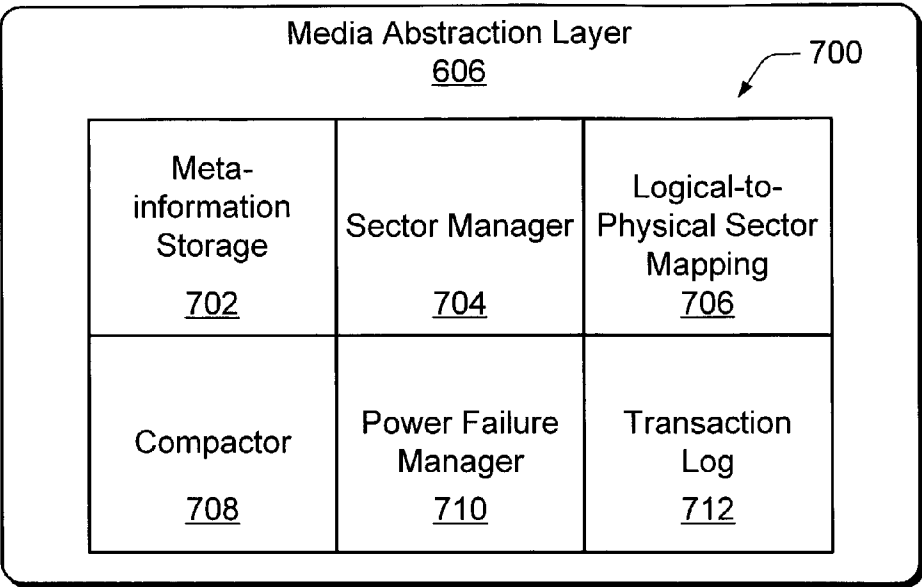 Media Abstraction Layer
606
700
Meta-
information
Storage
702
Sector Manager
704
Logical-to-
Physical Sector
Mapping
706
Compactor
708
Power Failure
Manager
710
Transaction
Log
712